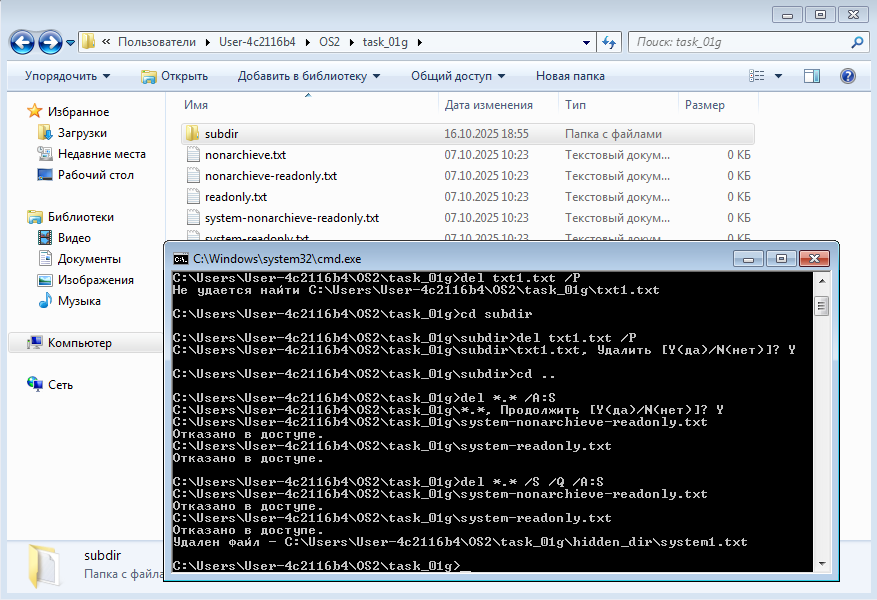 « Пользователи ▸ User-4c2116b4 ▸ OS2 ▸ task_01g ▸
Поиск: task_01g
Упорядочить ▼ Открыть Добавить в библиотеку ▼ Общий доступ ▼ Новая папка
Избранное
Загрузки
Недавние места
Рабочий стол
Библиотеки
Видео
Документы
Изображения
Музыка
Компьютер
Сеть
Имя Дата изменения Тип Размер
subdir 16.10.2025 18:55 Папка с файлами
nonarchieve.txt 07.10.2025 10:23 Текстовый докум... 0 КБ
nonarchieve-readonly.txt 07.10.2025 10:23 Текстовый докум... 0 КБ
readonly.txt 07.10.2025 10:23 Текстовый докум... 0 КБ
system-nonarchieve-readonly.txt 07.10.2025 10:23 Текстовый докум... 0 КБ
system-readonly.txt 07.10.2025 10:23 Текстовый докум... 0 КБ
C:\Windows\system32\cmd.exe
C:\Users\User-4c2116b4\OS2\task_01g>del txt1.txt /P
Не удается найти C:\Users\User-4c2116b4\OS2\task_01g\txt1.txt
C:\Users\User-4c2116b4\OS2\task_01g>cd subdir
C:\Users\User-4c2116b4\OS2\task_01g\subdir>del txt1.txt /P
C:\Users\User-4c2116b4\OS2\task_01g\subdir\txt1.txt, Удалить [Y(да)/N(нет)]? Y
C:\Users\User-4c2116b4\OS2\task_01g\subdir>cd ..
C:\Users\User-4c2116b4\OS2\task_01g>del *.* /A:S
C:\Users\User-4c2116b4\OS2\task_01g\*.*, Продолжить [Y(да)/N(нет)]? Y
C:\Users\User-4c2116b4\OS2\task_01g\system-nonarchieve-readonly.txt
Отказано в доступе.
C:\Users\User-4c2116b4\OS2\task_01g\system-readonly.txt
Отказано в доступе.
C:\Users\User-4c2116b4\OS2\task_01g>del *.* /S /Q /A:S
C:\Users\User-4c2116b4\OS2\task_01g\system-nonarchieve-readonly.txt
Отказано в доступе.
C:\Users\User-4c2116b4\OS2\task_01g\system-readonly.txt
Отказано в доступе.
Удален файл - C:\Users\User-4c2116b4\OS2\task_01g\hidden_dir\system1.txt
C:\Users\User-4c2116b4\OS2\task_01g>_
subdir
Папка с файла